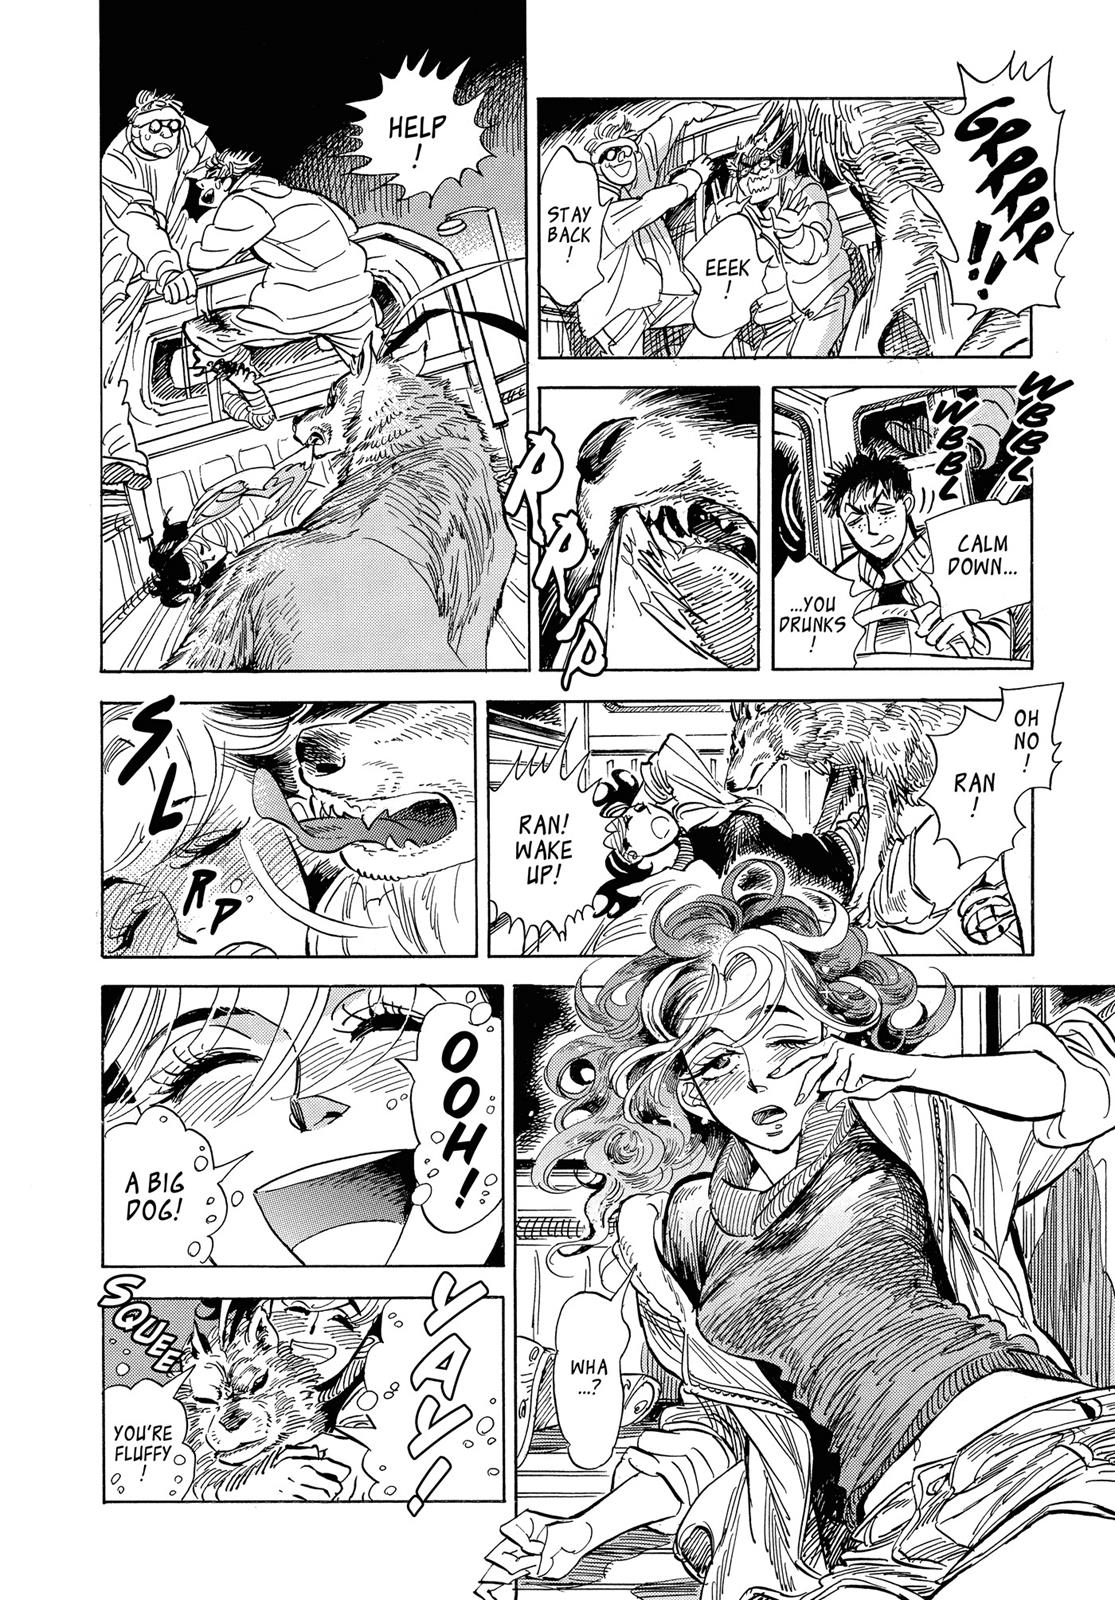 GRRRRR!!
STAY
BACK
!
EEEK
!
HELP
!
WBBL
WBBL
CALM
DOWN...
...YOU
DRUNKS
!
RRRIP
OH
NO!
RAN
!
RAN!
WAKE
UP!
SLRP
WHA
...?
OOH!
A BIG
DOG!
YAY!
SQUEE
YOU'RE
FLUFFY
!